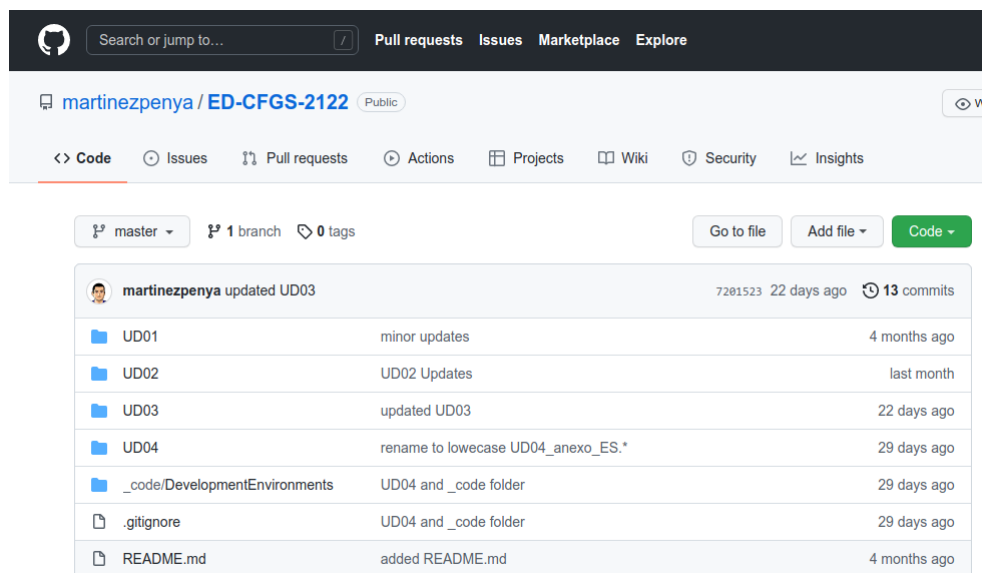 Search or jump to… / Pull requests Issues Marketplace Explore
martinezpenya / ED-CFGS-2122 Public
Code Issues Pull requests Actions Projects Wiki Security Insights
master 1 branch 0 tags Go to file Add file Code
martinezpenya updated UD03 7201523 22 days ago 13 commits
UD01 minor updates 4 months ago
UD02 UD02 Updates last month
UD03 updated UD03 22 days ago
UD04 rename to lowecase UD04_anexo_ES.* 29 days ago
_code/DevelopmentEnvironments UD04 and _code folder 29 days ago
.gitignore UD04 and _code folder 29 days ago
README.md added README.md 4 months ago